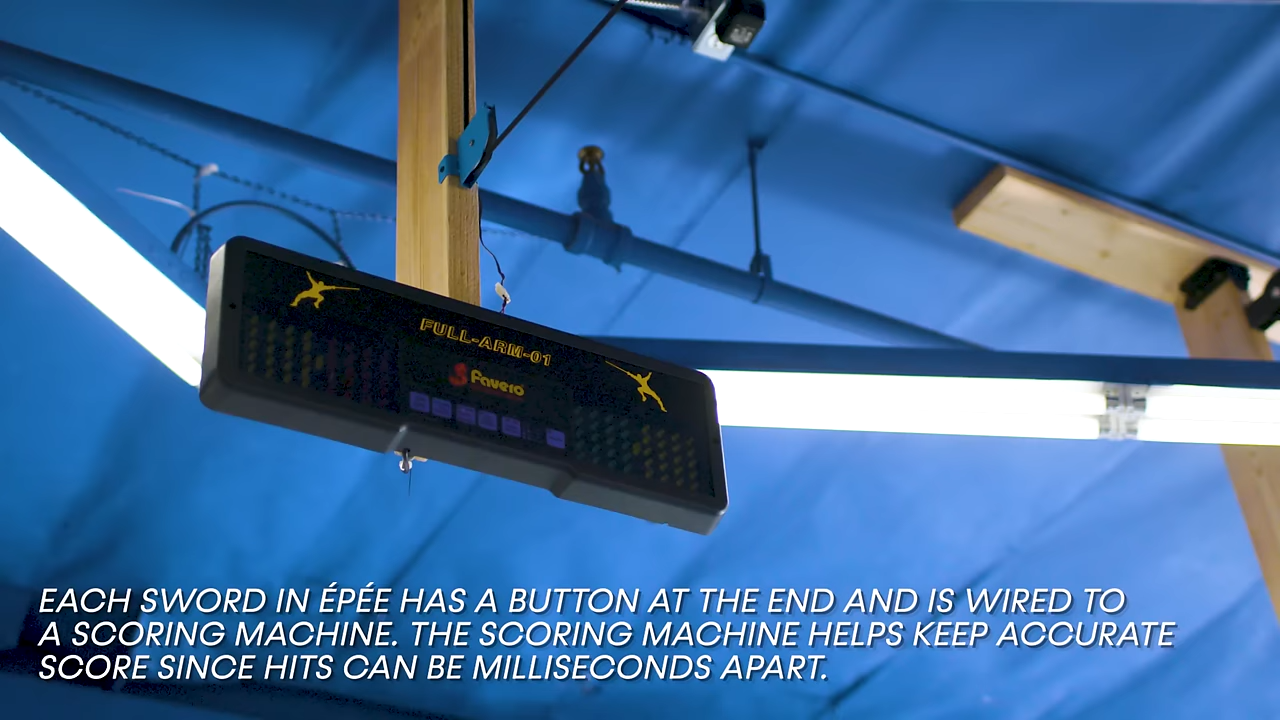 FULL-ARM-01
Favero
EACH SWORD IN ÉPÉE HAS A BUTTON AT THE END AND IS WIRED TO
A SCORING MACHINE. THE SCORING MACHINE HELPS KEEP ACCURATE
SCORE SINCE HITS CAN BE MILLISECONDS APART.